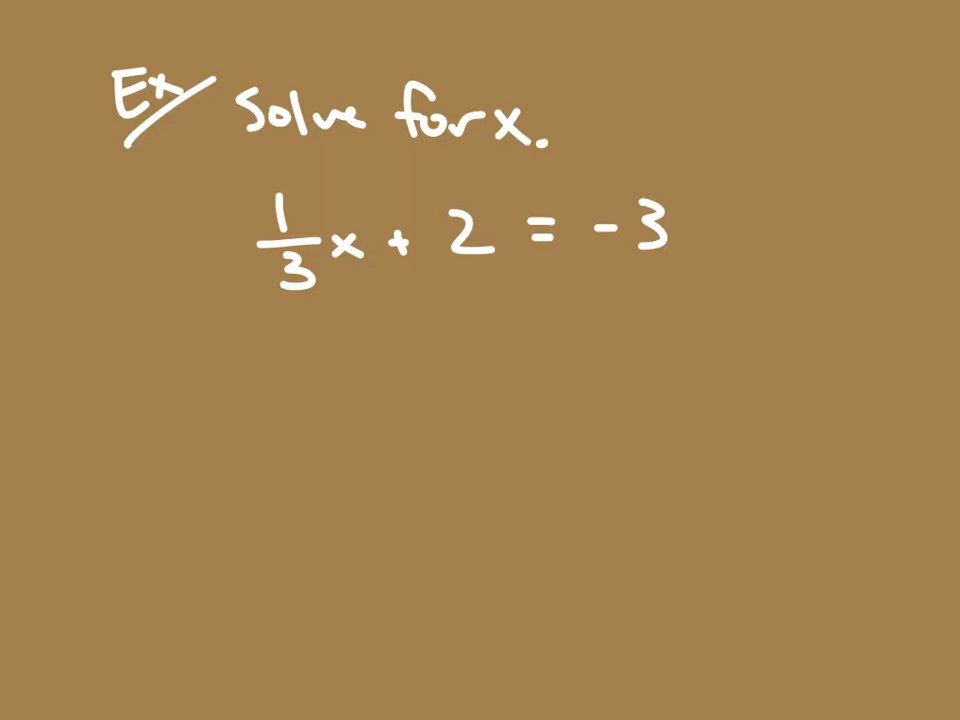 Ex/ Solve for x.
1/3 x + 2 = -3